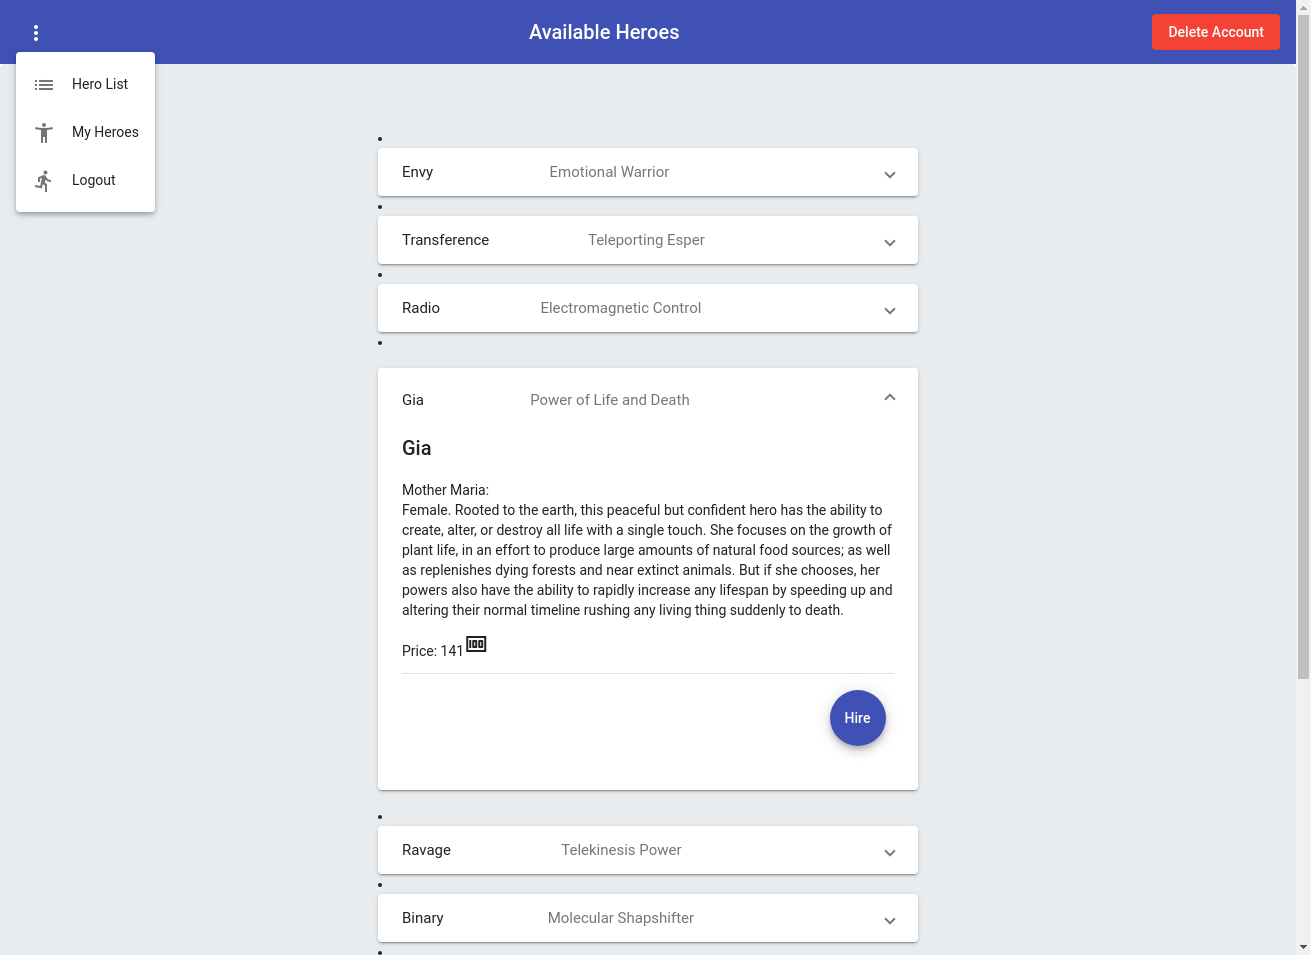 Available Heroes
Delete Account
Hero List
My Heroes
Logout
Envy Emotional Warrior
Transference Teleporting Esper
Radio Electromagnetic Control
Gia Power of Life and Death
Gia
Mother Maria:
Female. Rooted to the earth, this peaceful but confident hero has the ability to
create, alter, or destroy all life with a single touch. She focuses on the growth of
plant life, in an effort to produce large amounts of natural food sources; as well
as replenishes dying forests and near extinct animals. But if she chooses, her
powers also have the ability to rapidly increase any lifespan by speeding up and
altering their normal timeline rushing any living thing suddenly to death.
Price: 141 100
Hire
Ravage Telekinesis Power
Binary Molecular Shapshifter